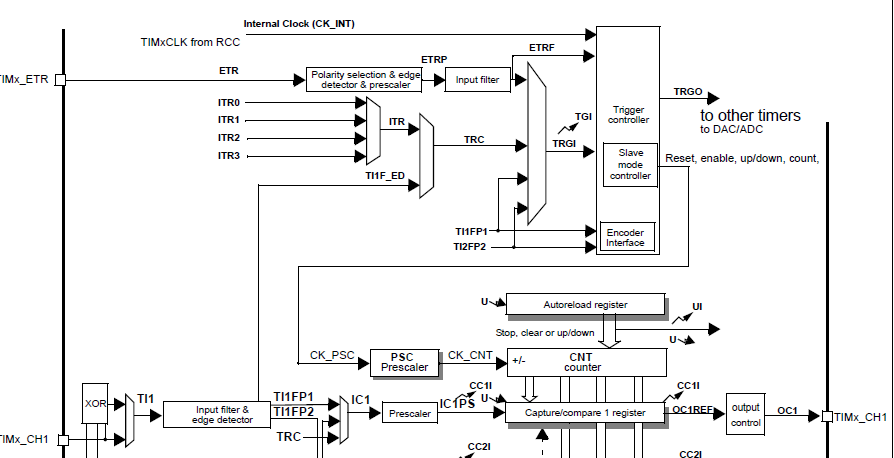 Internal Clock (CK_INT)
TIMxCLK from RCC
ETRF
ETR
ETRP
TIMx_ETR
Polarity selection & edge
detector & prescaler
Input filter
TRGO
to other timers
to DAC/ADC
ITR0
ITR1
ITR2
ITR3
ITR
TRC
TGI
TRGI
Trigger
controller
Slave
mode
controller
Reset, enable, up/down, count,
TI1F_ED
TI1FP1
TI2FP2
Encoder
Interface
U
Autoreload register
UI
Stop, clear or up/down
U
CK_PSC
PSC
Prescaler
CK_CNT
+/-
CNT
counter
XOR
TI1
Input filter &
edge detector
TI1FP1
TI1FP2
TRC
IC1
Prescaler
IC1PS
CC1I
U
Capture/compare 1 register
CC1I
OC1REF
output
control
OC1
TIMx_CH1
TIMx_CH1
CC2I
CC2I